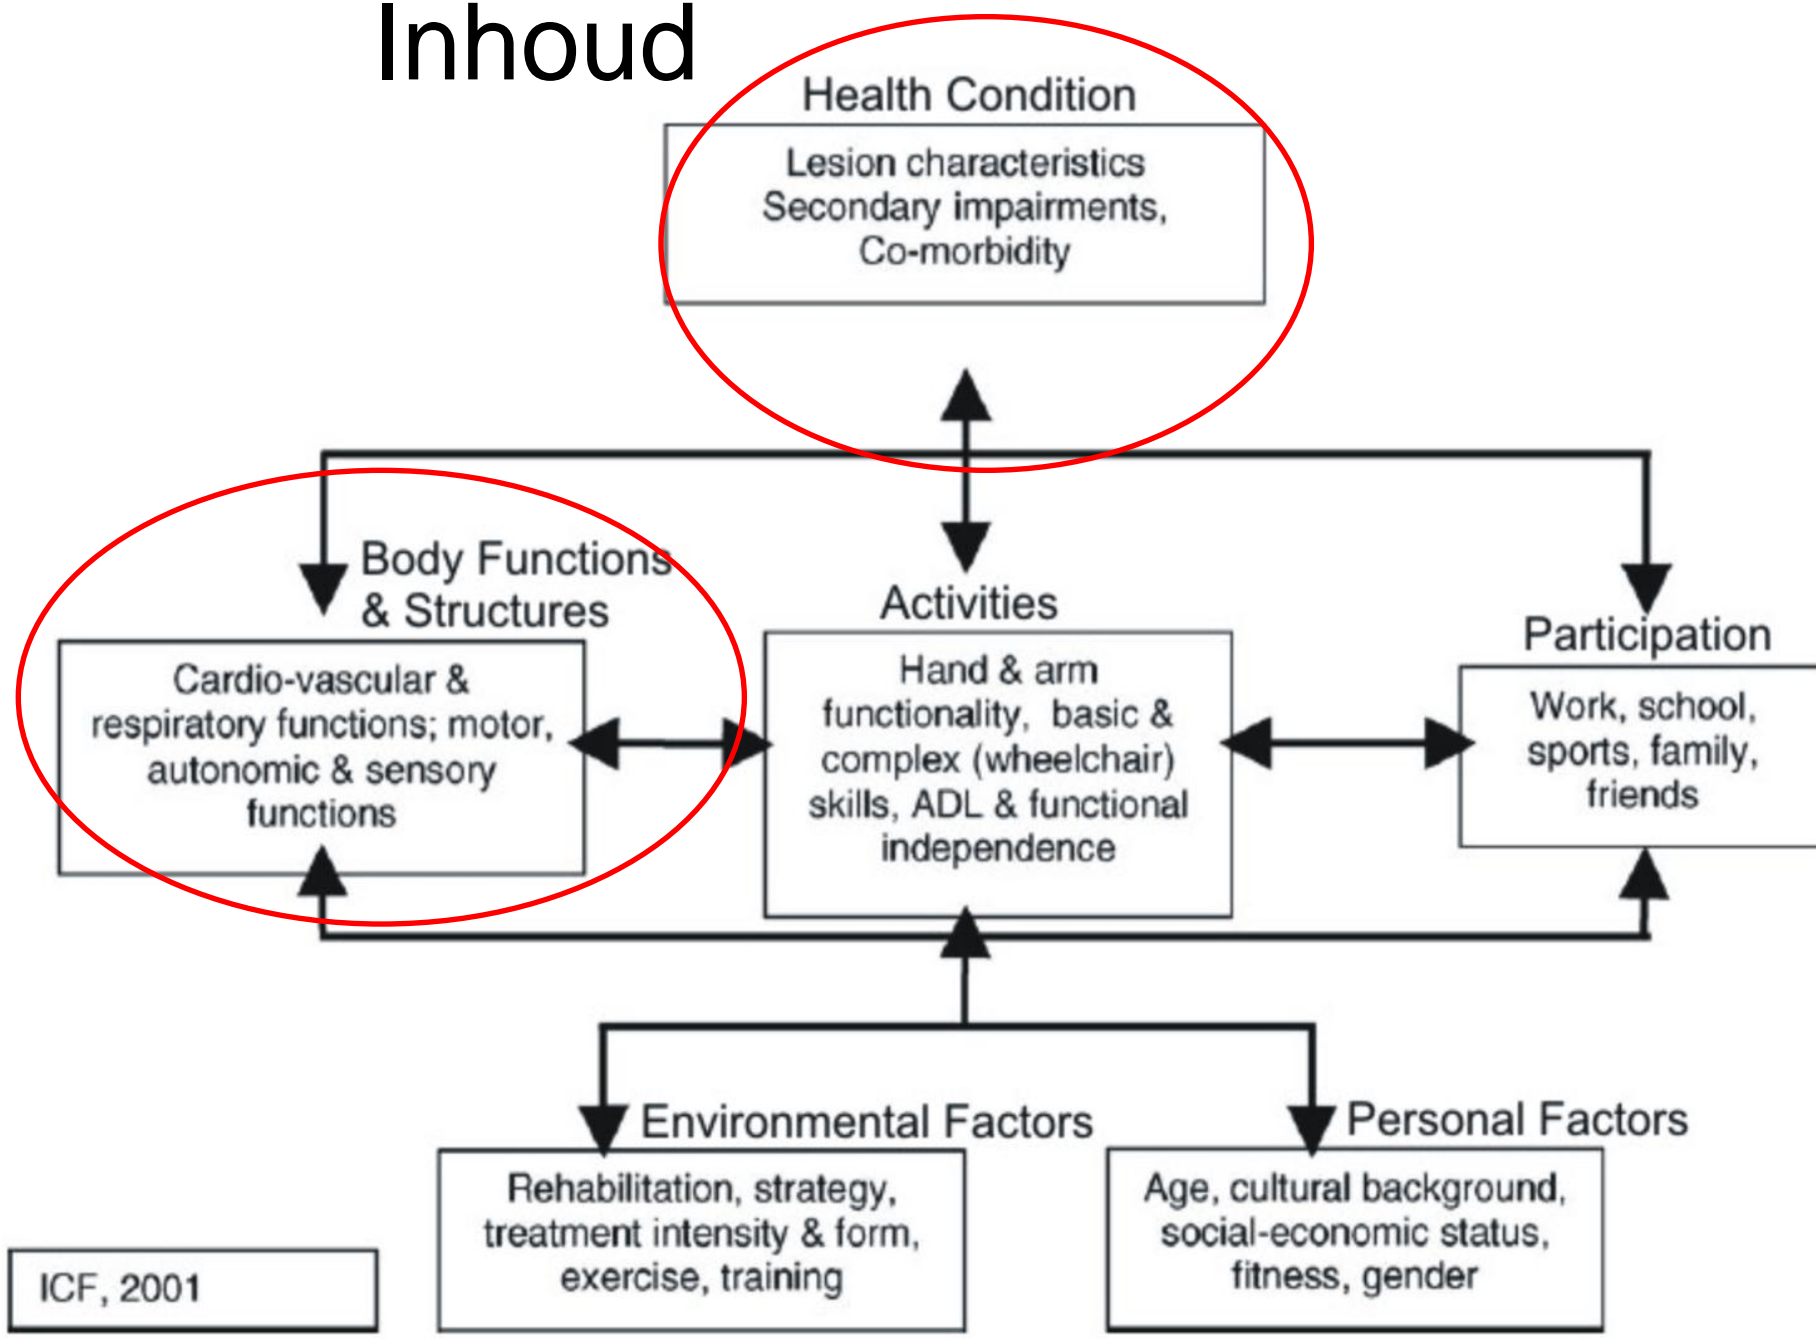 Inhoud
Health Condition
Lesion characteristics
Secondary impairments,
Co-morbidity
Body Functions
& Structures
Cardio-vascular &
respiratory functions; motor,
autonomic & sensory
functions
Activities
Hand & arm
functionality, basic &
complex (wheelchair)
skills, ADL & functional
independence
Participation
Work, school,
sports, family,
friends
Environmental Factors
Rehabilitation, strategy,
treatment intensity & form,
exercise, training
Personal Factors
Age, cultural background,
social-economic status,
fitness, gender
ICF, 2001